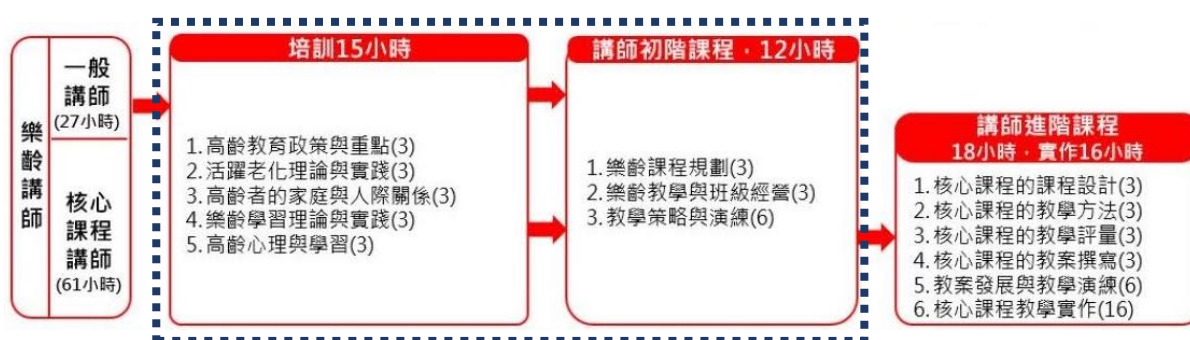 樂齡講師
一般
講師
(27小時)
核心
課程
講師
(61小時)
培訓15小時
1.高齡教育政策與重點(3)
2.活躍老化理論與實踐(3)
3.高齡者的家庭與人際關係(3)
4.樂齡學習理論與實踐(3)
5.高齡心理與學習(3)
講師初階課程‧12小時
1.樂齡課程規劃(3)
2.樂齡教學與班級經營(3)
3.教學策略與演練(6)
講師進階課程
18小時‧實作16小時
1.核心課程的課程設計(3)
2.核心課程的教學方法(3)
3.核心課程的教學評量(3)
4.核心課程的教案撰寫(3)
5.教案發展與教學演練(6)
6.核心課程教學實作(16)